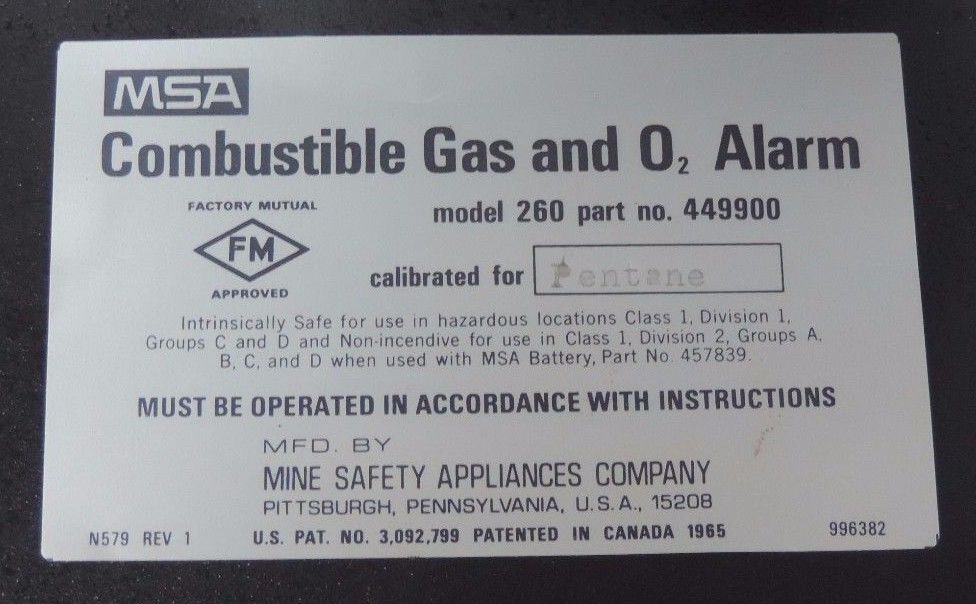 MSA
Combustible Gas and O₂ Alarm
FACTORY MUTUAL
FM
APPROVED
model 260 part no. 449900
calibrated for Pentane
Intrinsically Safe for use in hazardous locations Class 1, Division 1,
Groups C and D and Non-incendive for use in Class 1, Division 2, Groups A,
B, C, and D when used with MSA Battery, Part No. 457839.
MUST BE OPERATED IN ACCORDANCE WITH INSTRUCTIONS
MFD. BY
MINE SAFETY APPLIANCES COMPANY
PITTSBURGH, PENNSYLVANIA, U.S.A., 15208
N579 REV 1 U.S. PAT. NO. 3,092,799 PATENTED IN CANADA 1965 996382